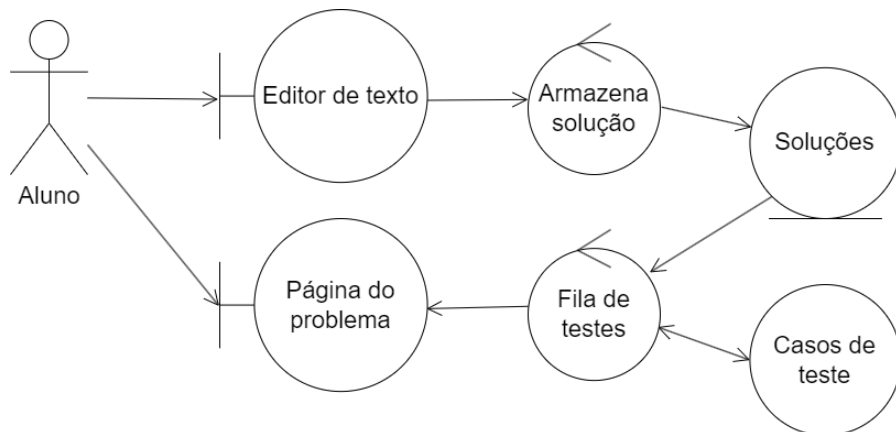 Aluno
Editor de texto
Armazena
solução
Soluções
Página do
problema
Fila de
testes
Casos de
teste